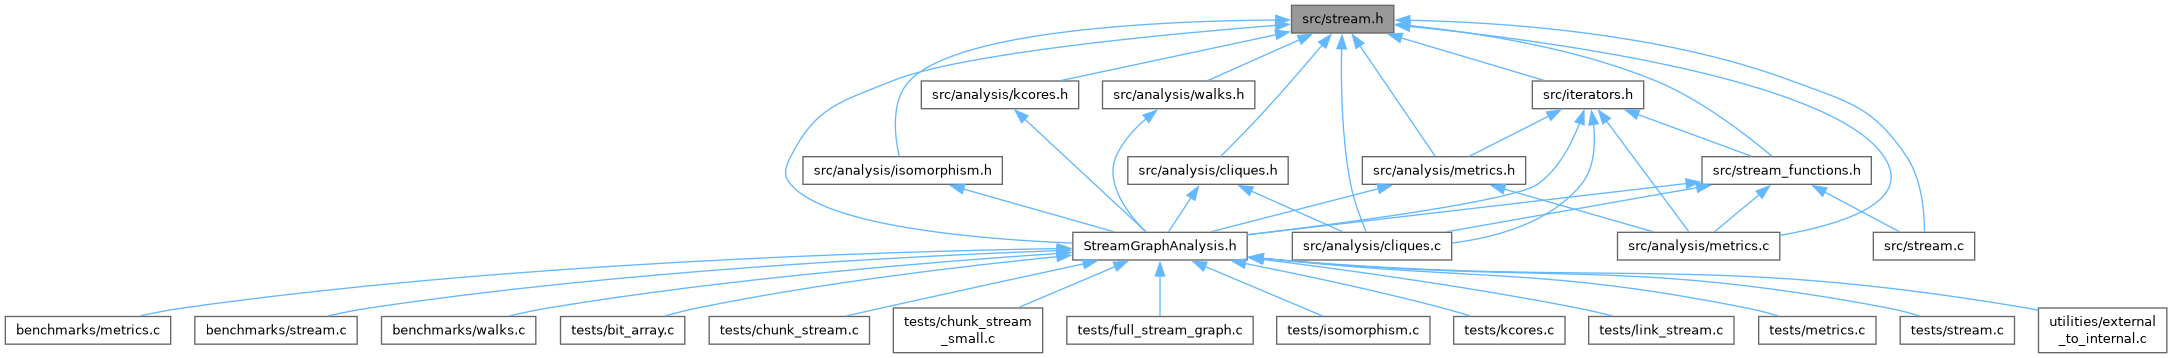 src/stream.h
src/analysis/kcores.h
src/analysis/walks.h
src/iterators.h
src/analysis/isomorphism.h
src/analysis/cliques.h
src/analysis/metrics.h
src/stream_functions.h
StreamGraphAnalysis.h
src/analysis/cliques.c
src/analysis/metrics.c
src/stream.c
benchmarks/metrics.c
benchmarks/stream.c
benchmarks/walks.c
tests/bit_array.c
tests/chunk_stream.c
tests/chunk_stream
_small.c
tests/full_stream_graph.c
tests/isomorphism.c
tests/kcores.c
tests/link_stream.c
tests/metrics.c
tests/stream.c
utilities/external
_to_internal.c